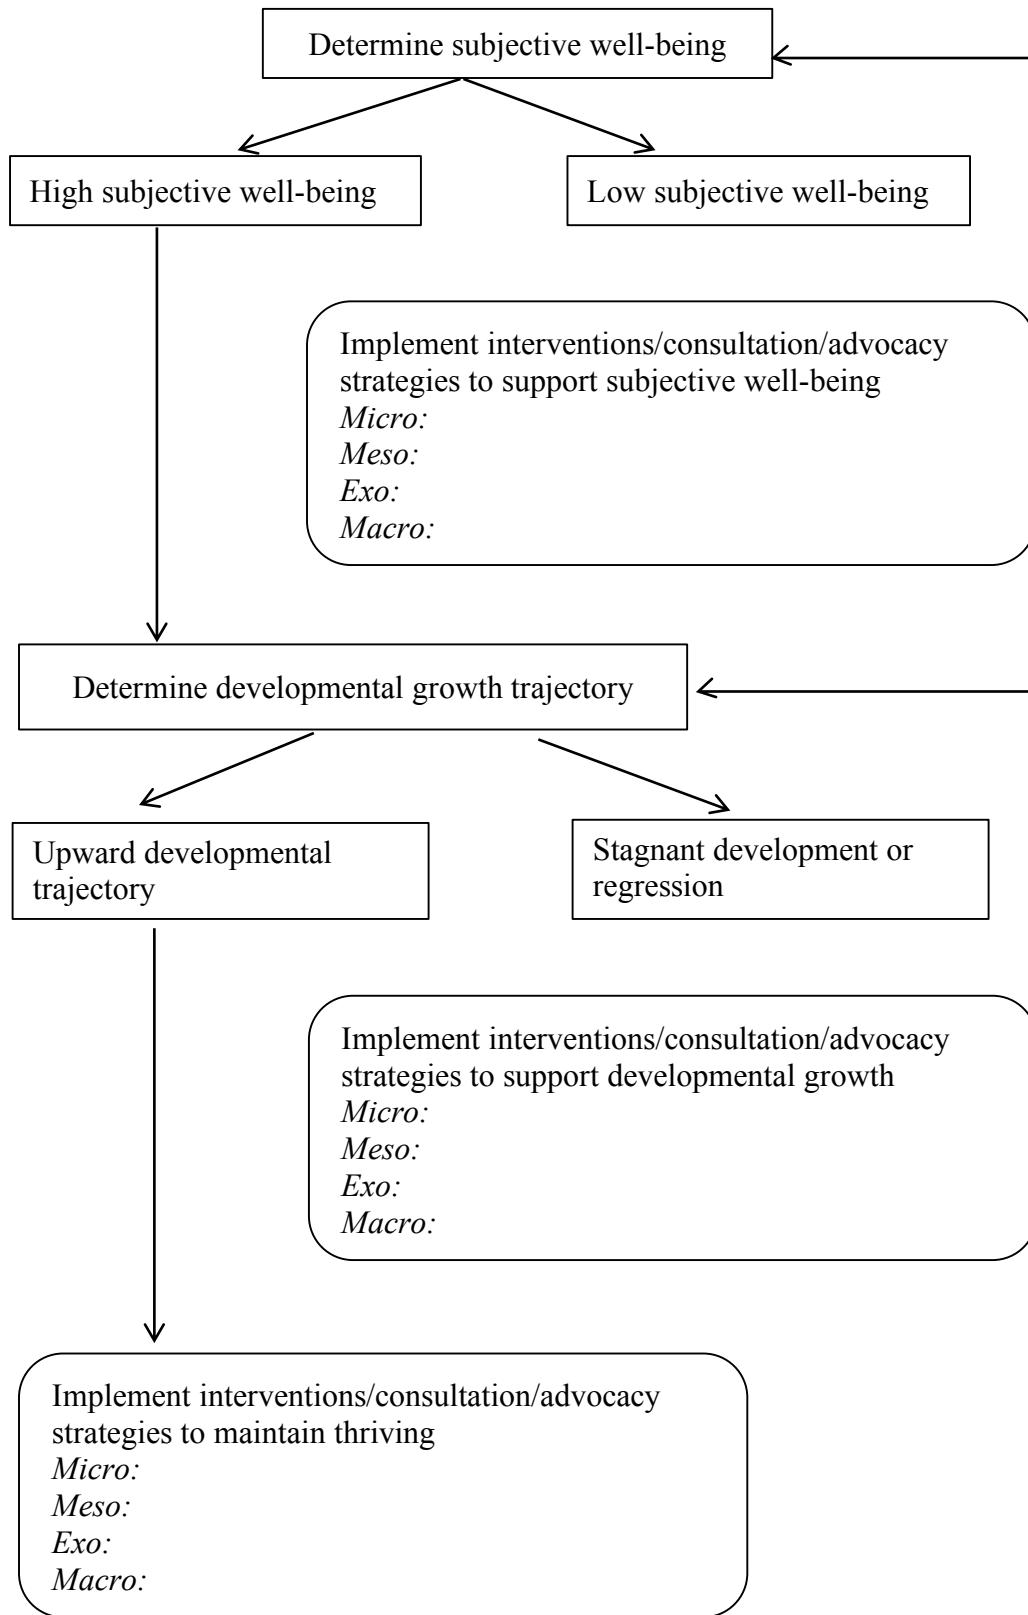 Determine subjective well-being
High subjective well-being
Low subjective well-being
Implement interventions/consultation/advocacy
strategies to support subjective well-being
Micro:
Meso:
Exo:
Macro:
Determine developmental growth trajectory
Upward developmental
trajectory
Stagnant development or
regression
Implement interventions/consultation/advocacy
strategies to support developmental growth
Micro:
Meso:
Exo:
Macro:
Implement interventions/consultation/advocacy
strategies to maintain thriving
Micro:
Meso:
Exo:
Macro: